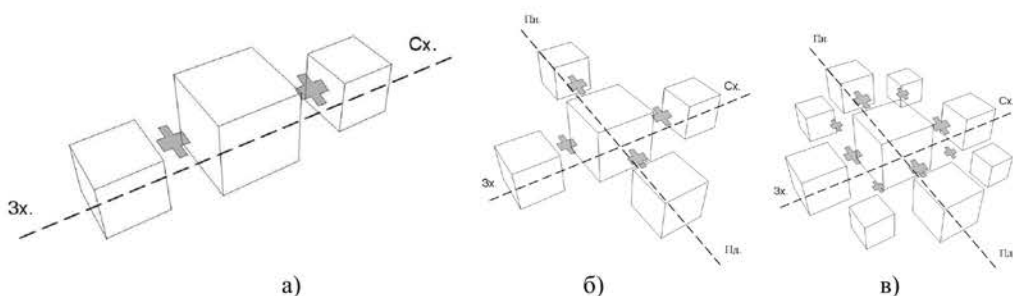 Сх.
Зх.
а)
Пн.
Сх.
Зх.
Пд.
б)
Пн.
Сх.
Зх.
Пд
в)